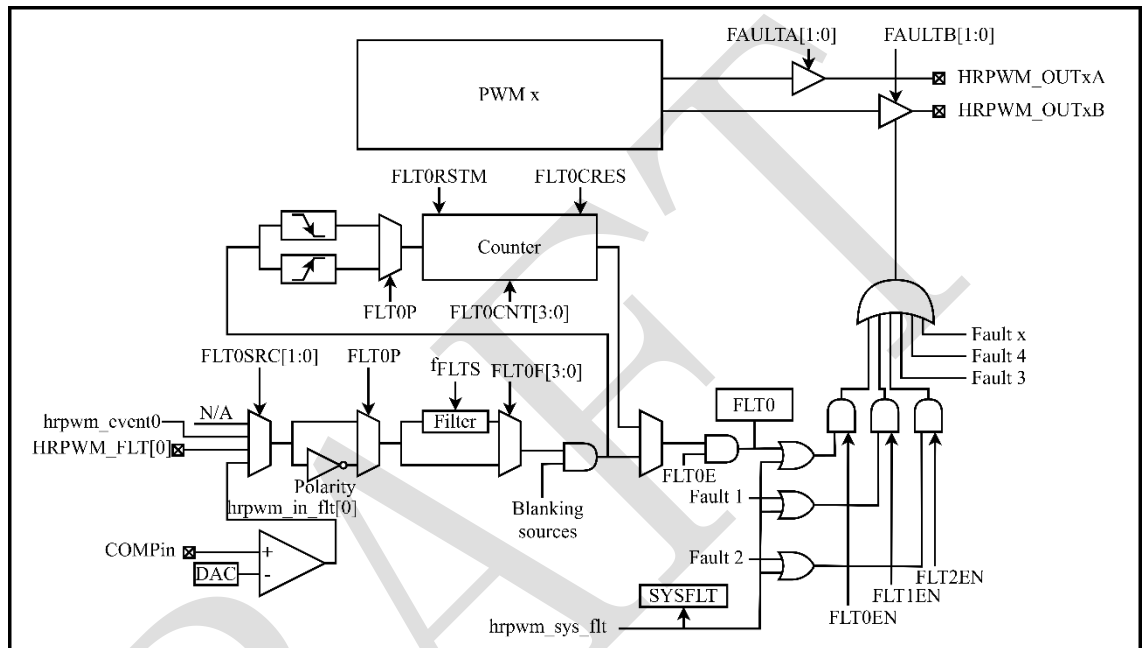 FAULTA[1:0]
FAULTB[1:0]
PWM x
HRPWM_OUTxA
HRPWM_OUTxB
FLT0RSTM
FLT0CRES
Counter
FLT0P
FLT0CNT[3:0]
FLT0SRC[1:0]
FLT0P
fFLTS
FLT0F[3:0]
Fault x
Fault 4
Fault 3
N/A
hrpwm_event0
HRPWM_FLT[0]
Filter
FLT0
Polarity
hrpwm_in_flt[0]
Blanking
sources
FLT0E
Fault 1
COMPin
+
DAC
-
Fault 2
SYSFLT
hrpwm_sys_flt
FLT2EN
FLT1EN
FLT0EN
DRAFT